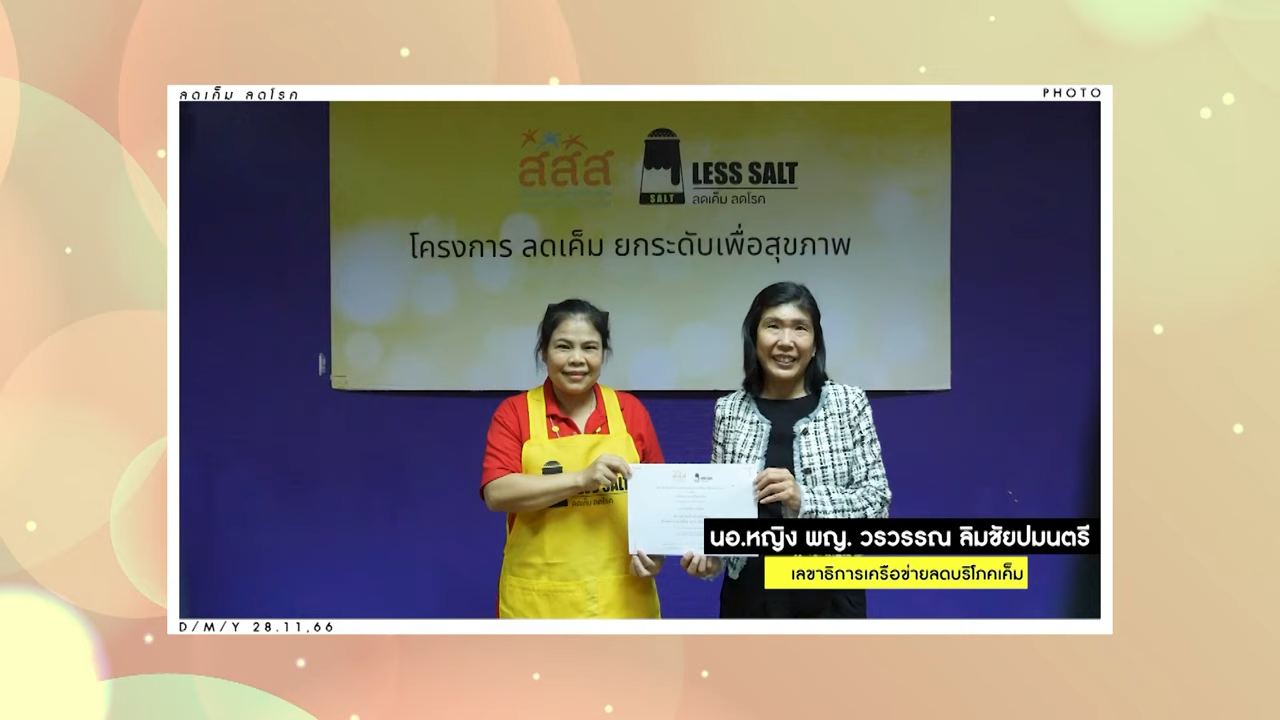 ลดเค็ม ลดโรค
PHOTO
สสส
LESS SALT
SALT
ลดเค็ม ลดโรค
โครงการ ลดเค็ม ยกระดับเพื่อสุขภาพ
LESS SALT
ลดเค็ม ลดโรค
นอ.หญิง พญ. วรวรรณ ลิมชัยปมนตรี
เลขาธิการเครือข่ายลดบริโภคเค็ม
D/M/Y 28.11.66